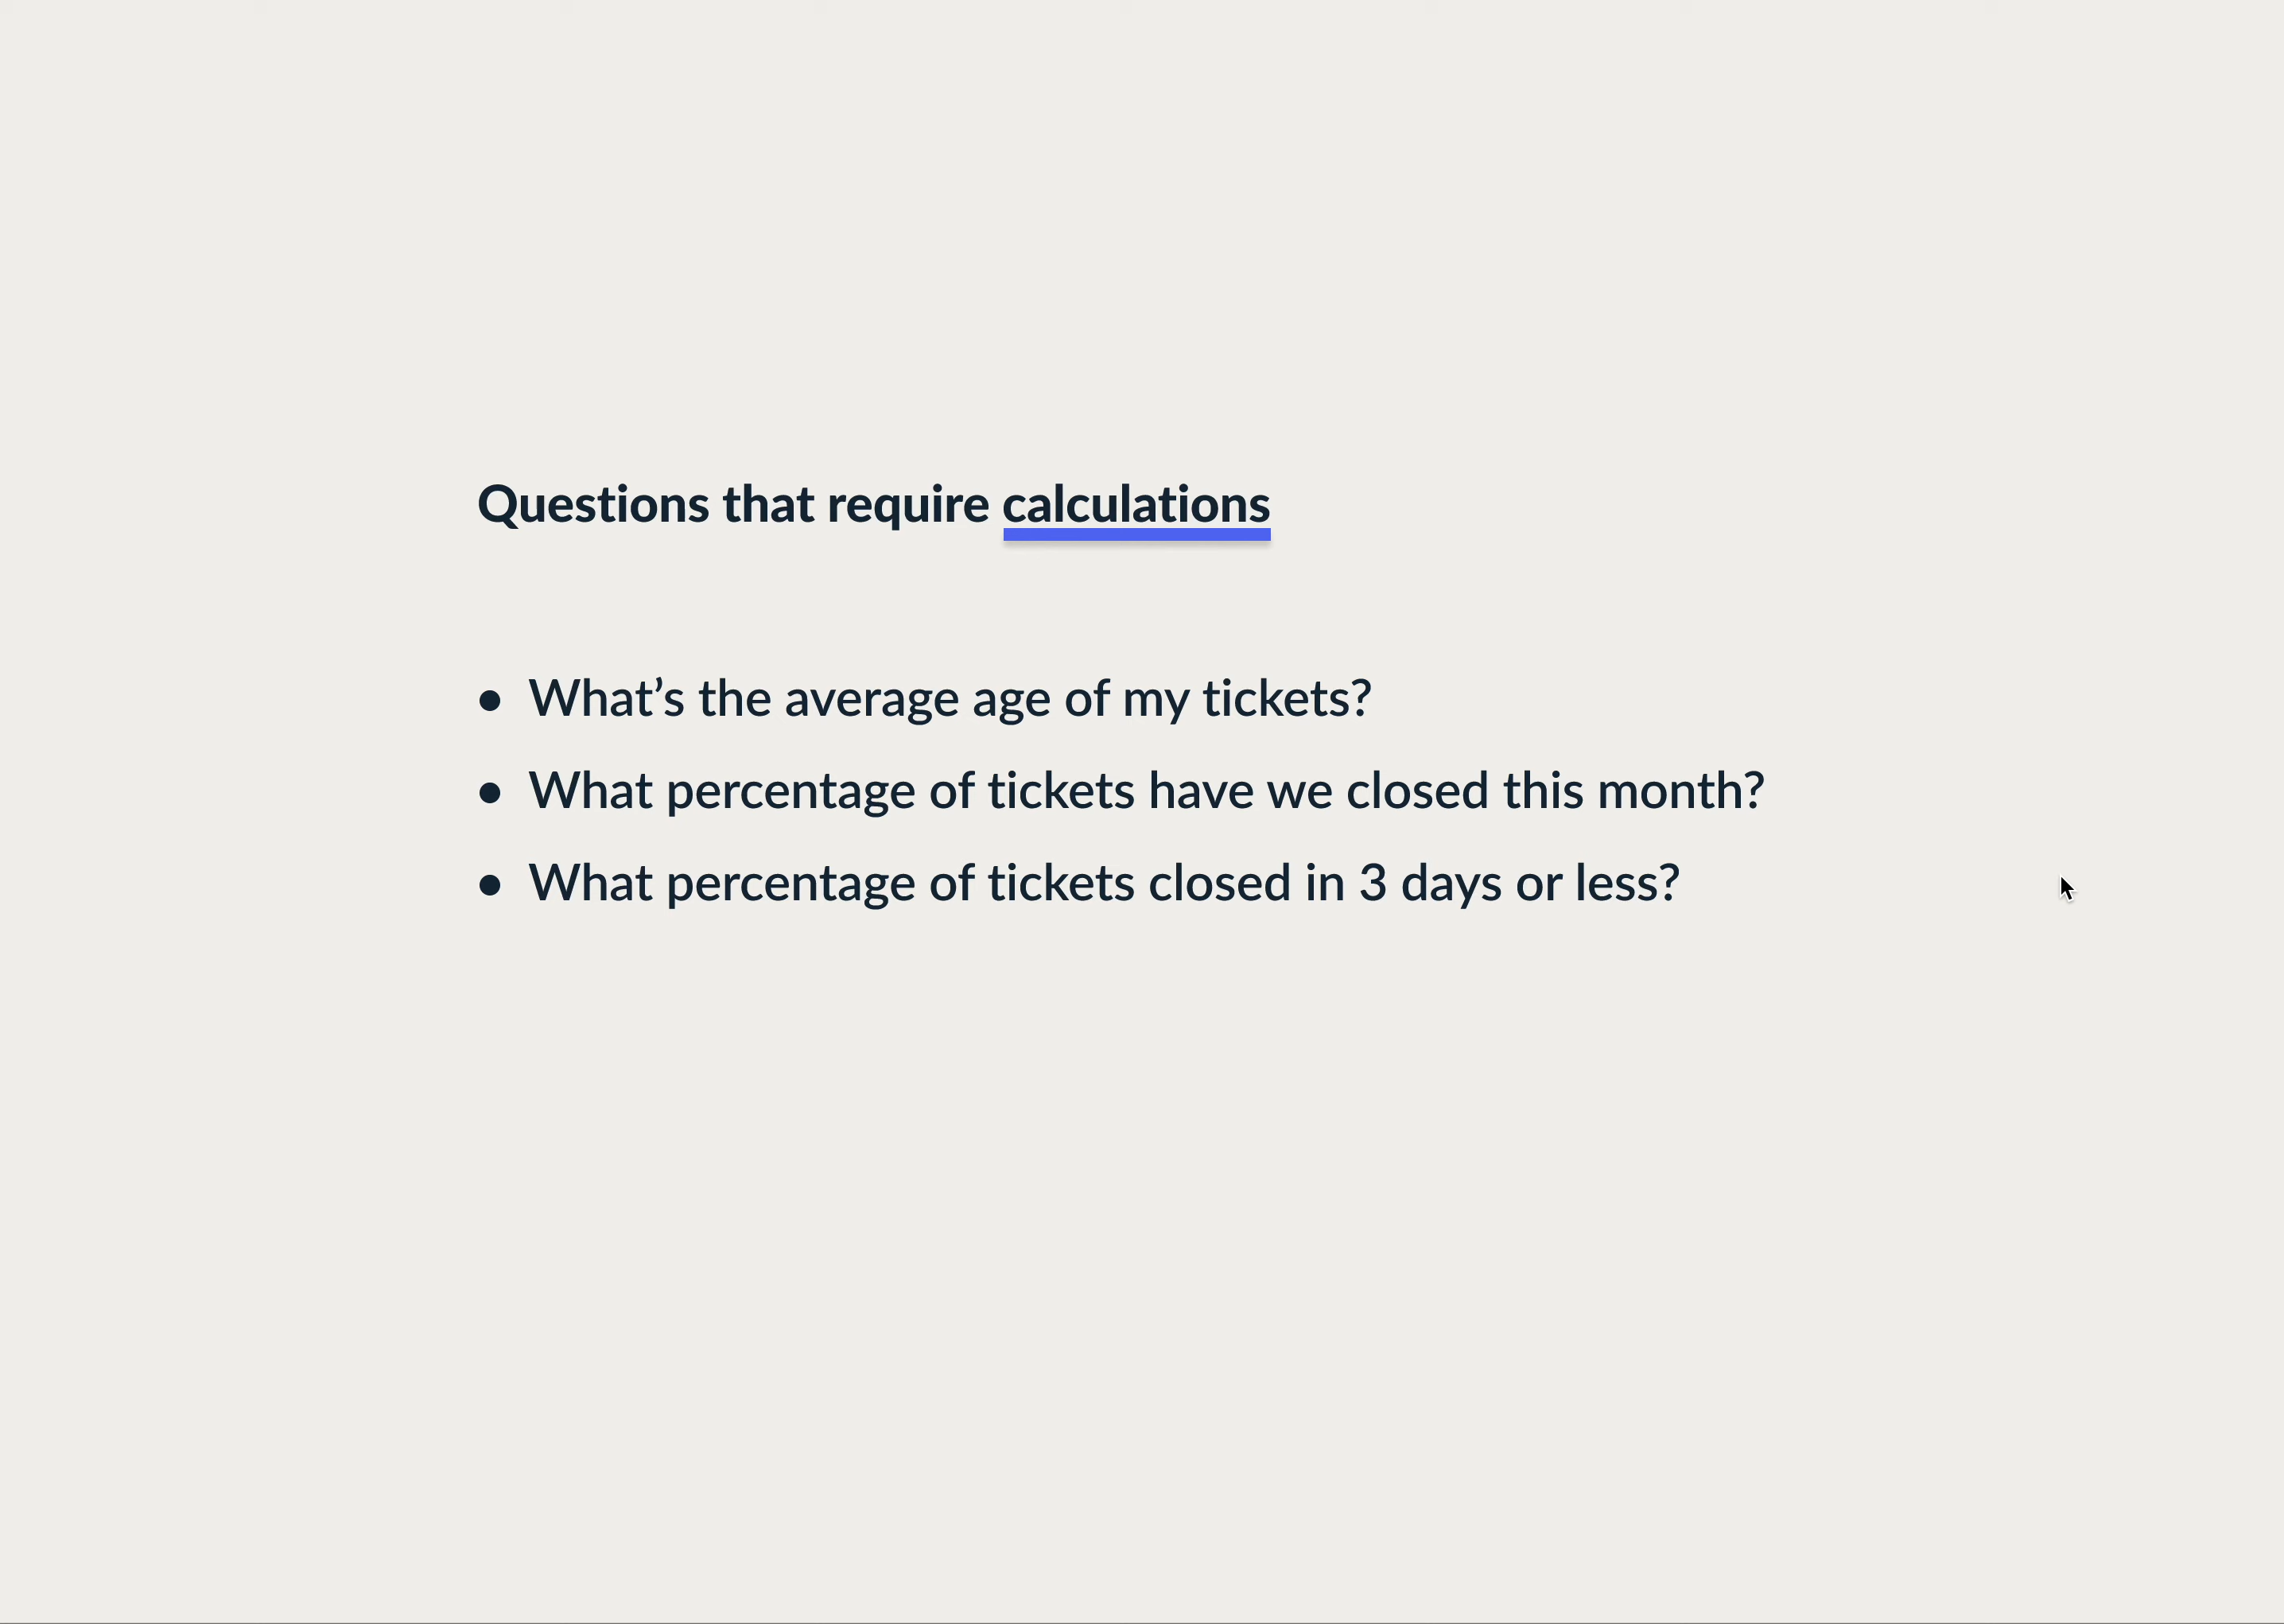 Questions that require calculations
● What’s the average age of my tickets?
● What percentage of tickets have we closed this month?
● What percentage of tickets closed in 3 days or less?